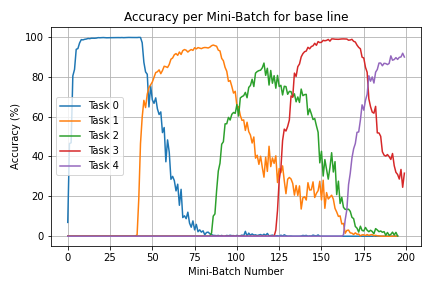 Accuracy per Mini-Batch for base line
Accuracy (%)
100
80
60
40
20
0
Task 0
Task 1
Task 2
Task 3
Task 4
0 25 50 75 100 125 150 175 200
Mini-Batch Number